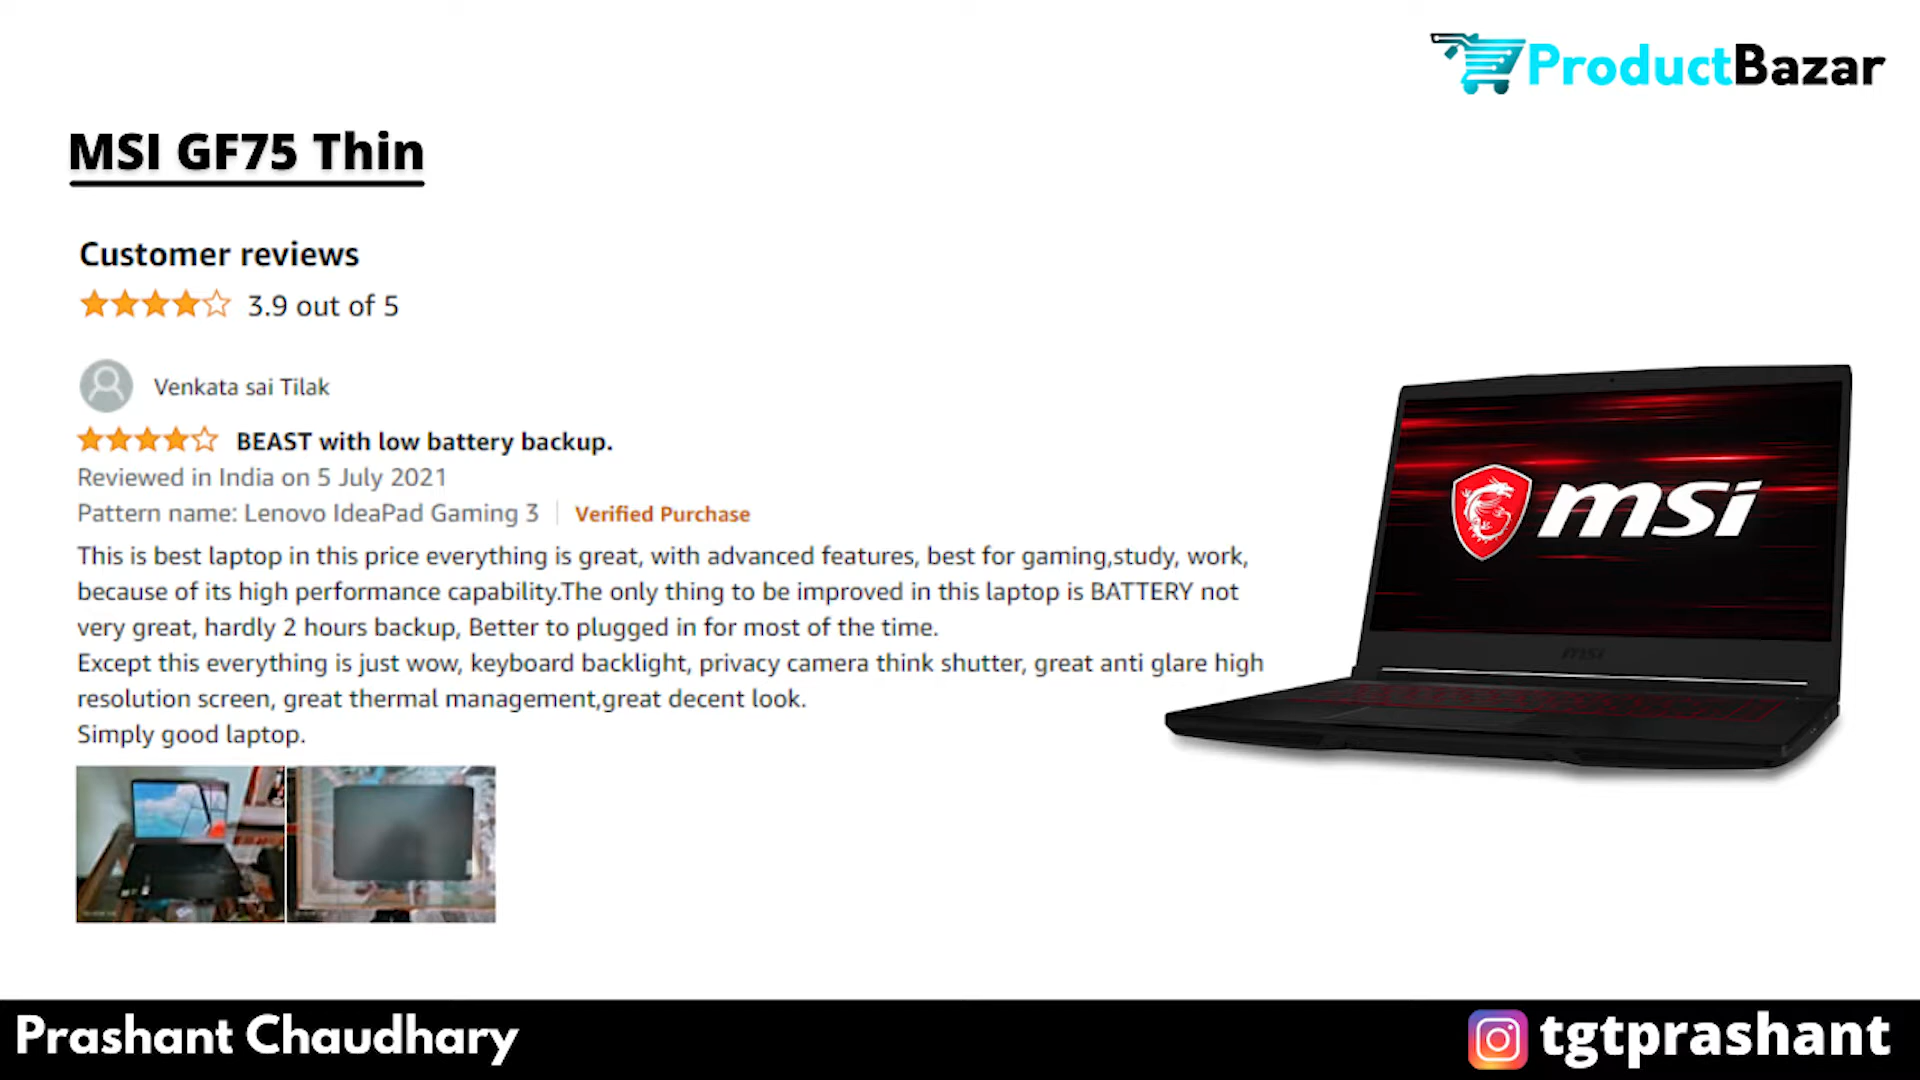 ProductBazar
MSI GF75 Thin
Customer reviews
3.9 out of 5
Venkata sai Tilak
BEAST with low battery backup.
Reviewed in India on 5 July 2021
Pattern name: Lenovo IdeaPad Gaming 3 | Verified Purchase
This is best laptop in this price everything is great, with advanced features, best for gaming,study, work,
because of its high performance capability.The only thing to be improved in this laptop is BATTERY not
very great, hardly 2 hours backup, Better to plugged in for most of the time.
Except this everything is just wow, keyboard backlight, privacy camera think shutter, great anti glare high
resolution screen, great thermal management,great decent look.
Simply good laptop.
msi
msi
Prashant Chaudhary
tgtprashant